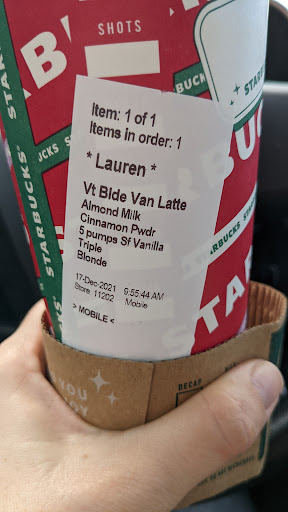 SHOTS
STARBUCKS
Item: 1 of 1
Items in order: 1
* Lauren *
Vt Blde Van Latte
Almond Milk
Cinnamon Pwdr
5 pumps Sf Vanilla
Triple
Blonde
17-Dec-2021 9:55:44 AM
Store: 11202 Mobile
> MOBILE <
DECAF